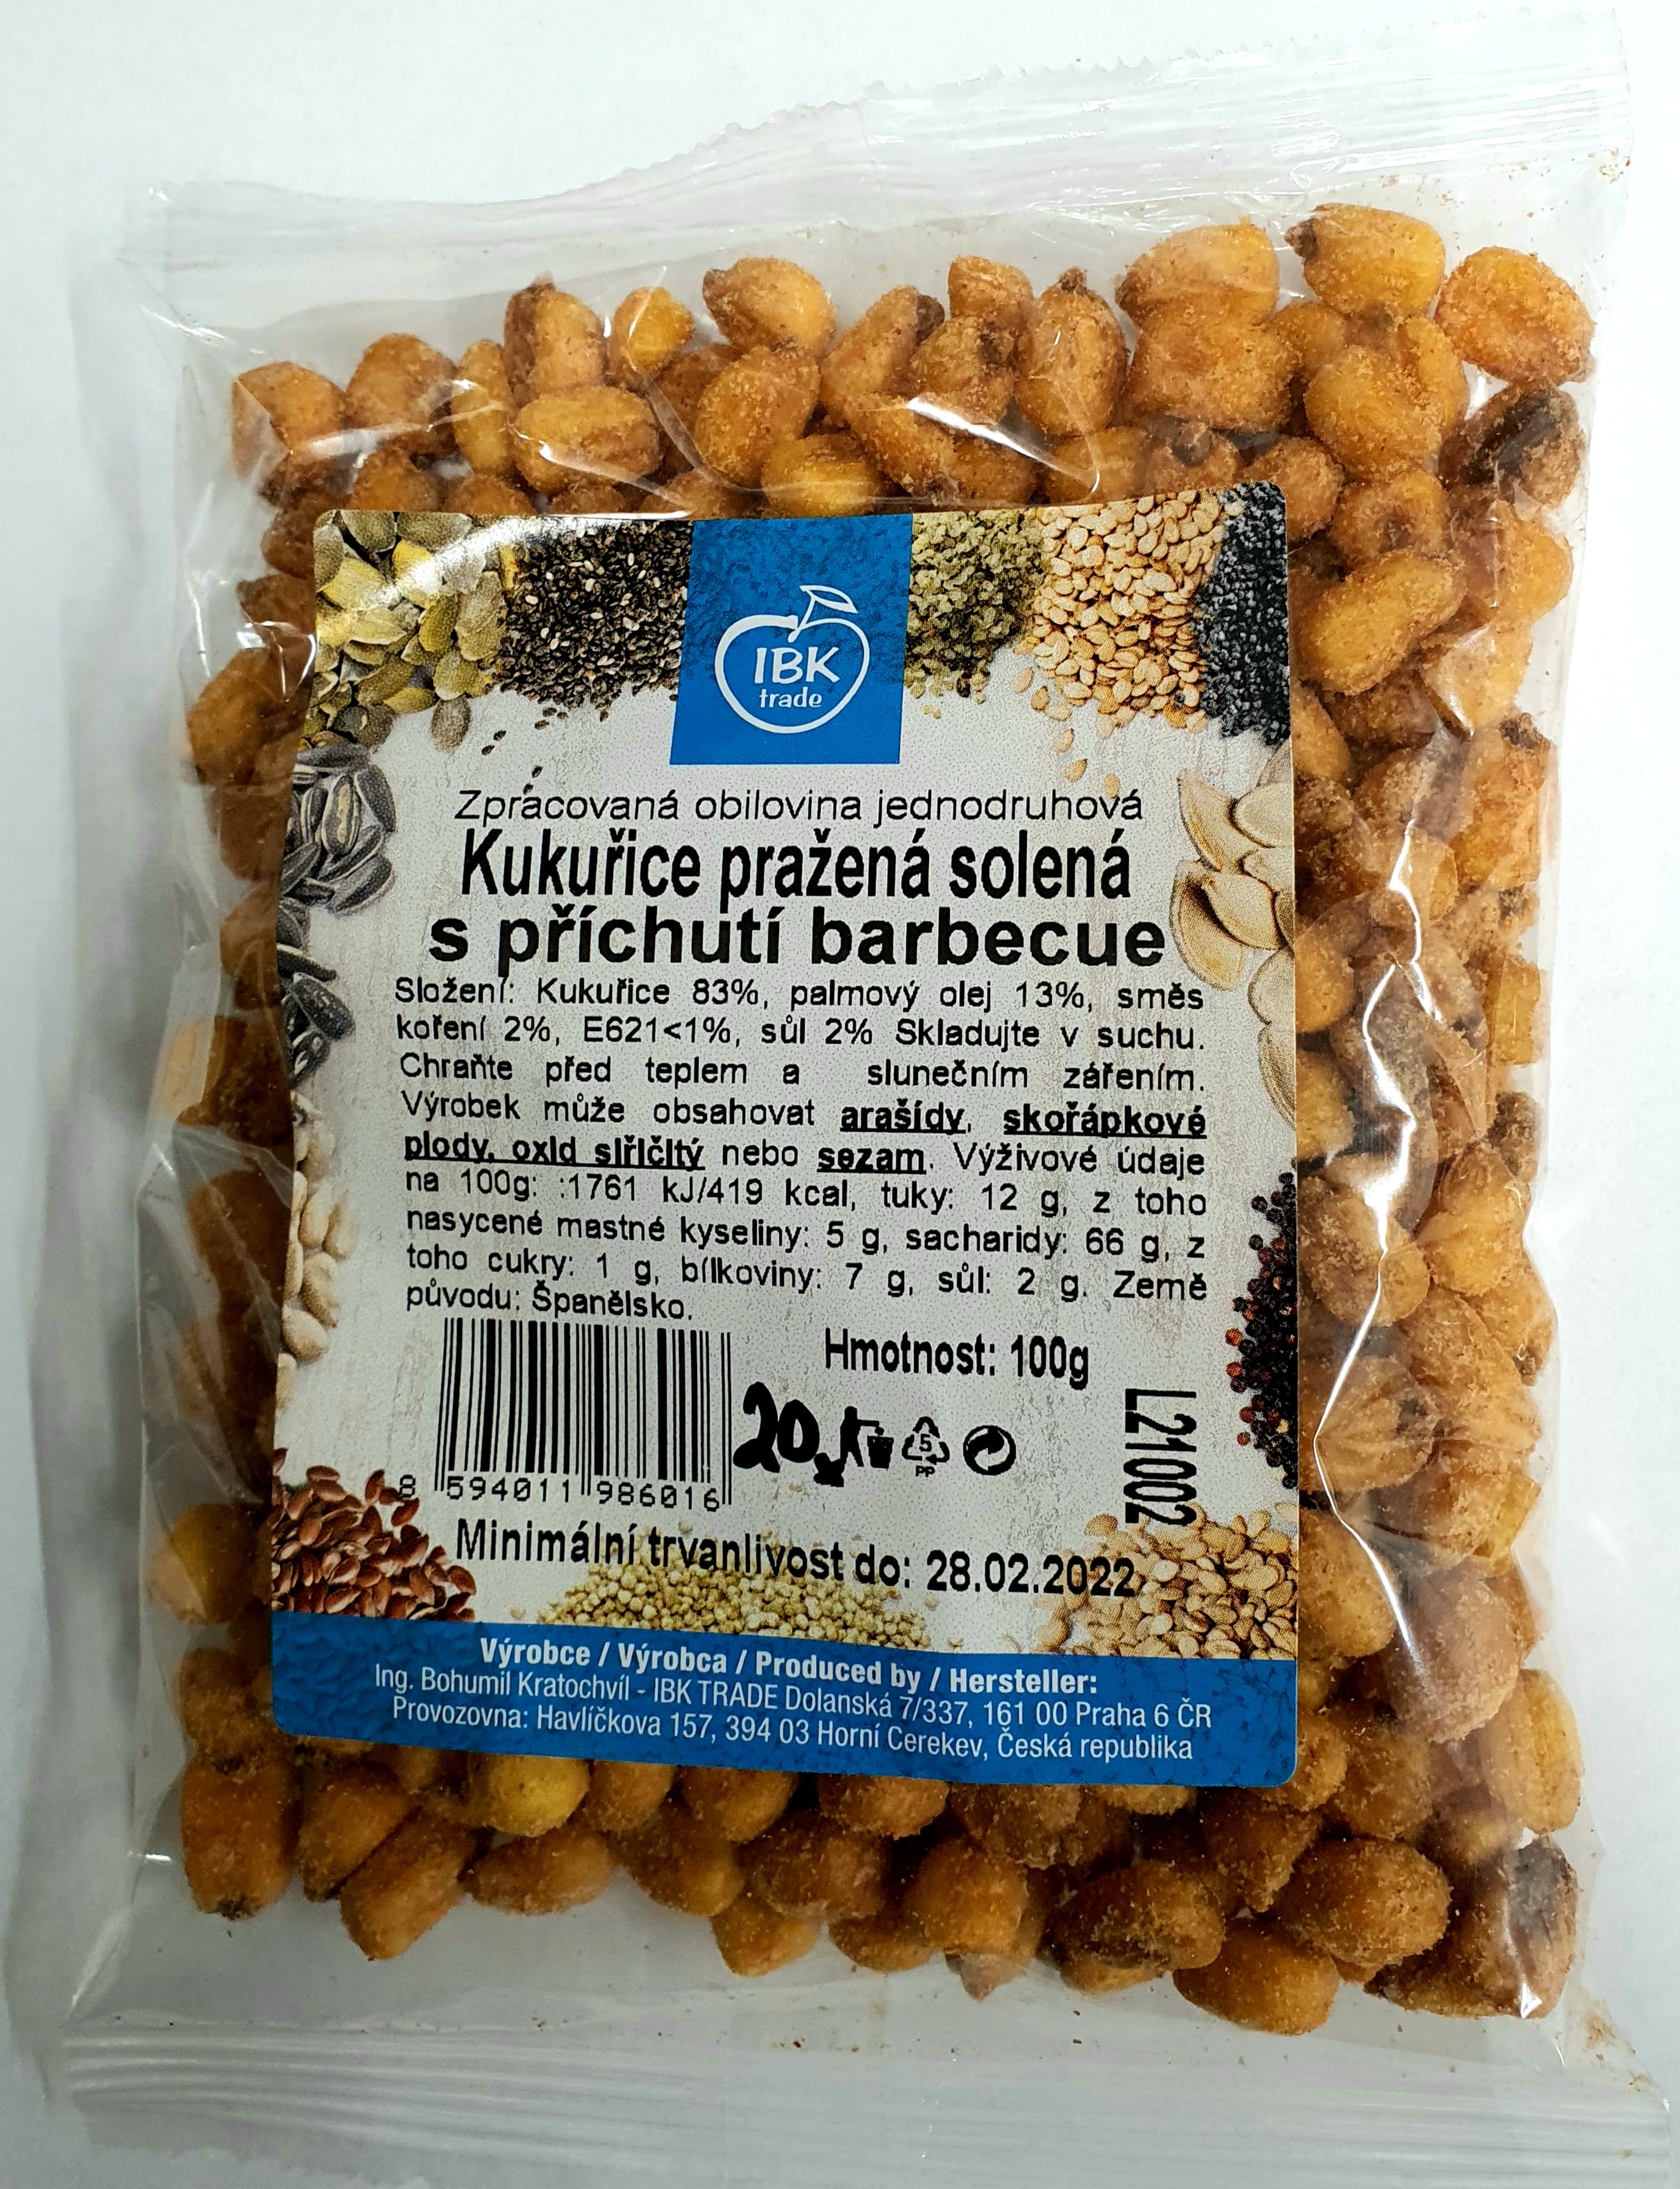 IBK
trade
Zpracovaná obilovina jednodruhová
Kukuřice pražená solená
s příchutí barbecue
Složení: Kukuřice 83%, palmový olej 13%, směs
koření 2%, E621<1%, sůl 2% Skladujte v suchu.
Chraňte před teplem a slunečním zářením.
Výrobek může obsahovat arašídy, skořápkové
plody, oxid siřičitý nebo sezam. Výživové údaje
na 100g: :1761 kJ/419 kcal, tuky: 12 g, z toho
nasycené mastné kyseliny: 5 g, sacharidy: 66 g, z
toho cukry: 1 g, bílkoviny: 7 g, sůl: 2 g. Země
původu: Španělsko.
Hmotnost: 100g
20,
5
PP
L21002
8 594011 986016
Minimální trvanlivost do: 28.02.2022
Výrobce / Výrobca / Produced by / Hersteller:
Ing. Bohumil Kratochvíl - IBK TRADE Dolanská 7/337, 161 00 Praha 6 ČR
Provozovna: Havlíčkova 157, 394 03 Horní Cerekev, Česká republika